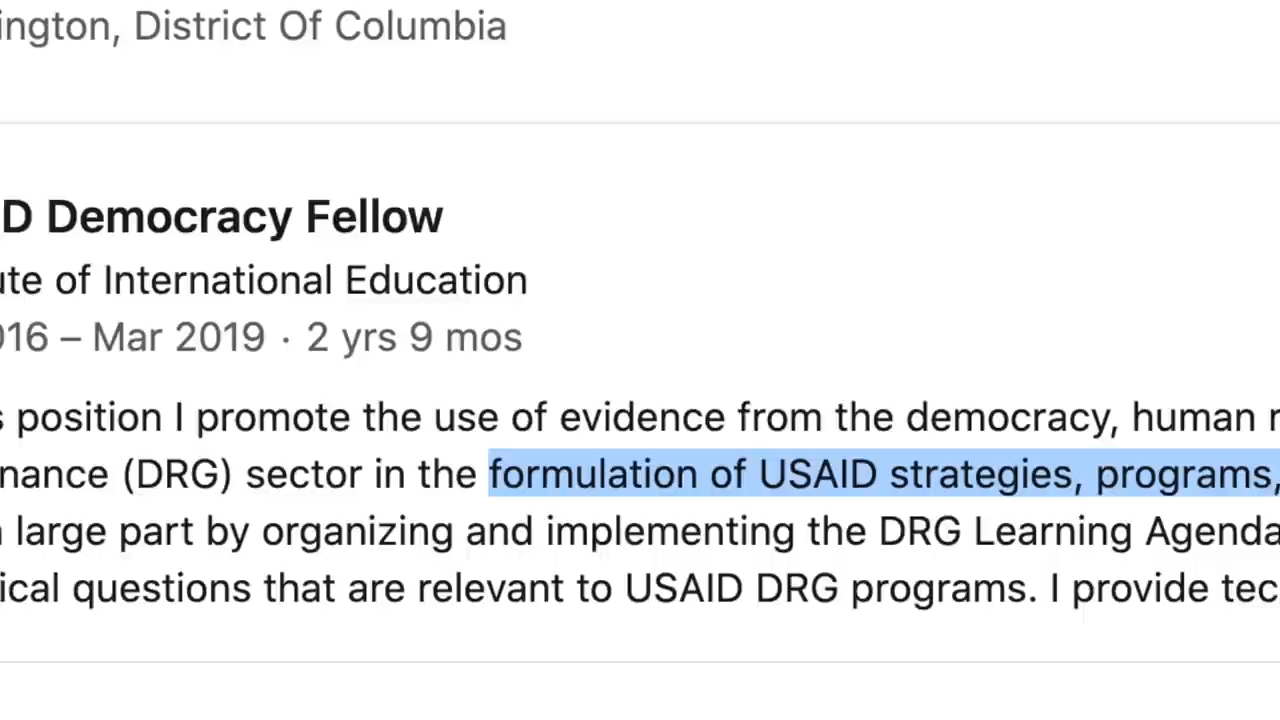 ington, District Of Columbia
D Democracy Fellow
ute of International Education
016 – Mar 2019 · 2 yrs 9 mos
s position I promote the use of evidence from the democracy, human r
nance (DRG) sector in the formulation of USAID strategies, programs,
large part by organizing and implementing the DRG Learning Agenda
ical questions that are relevant to USAID DRG programs. I provide tec